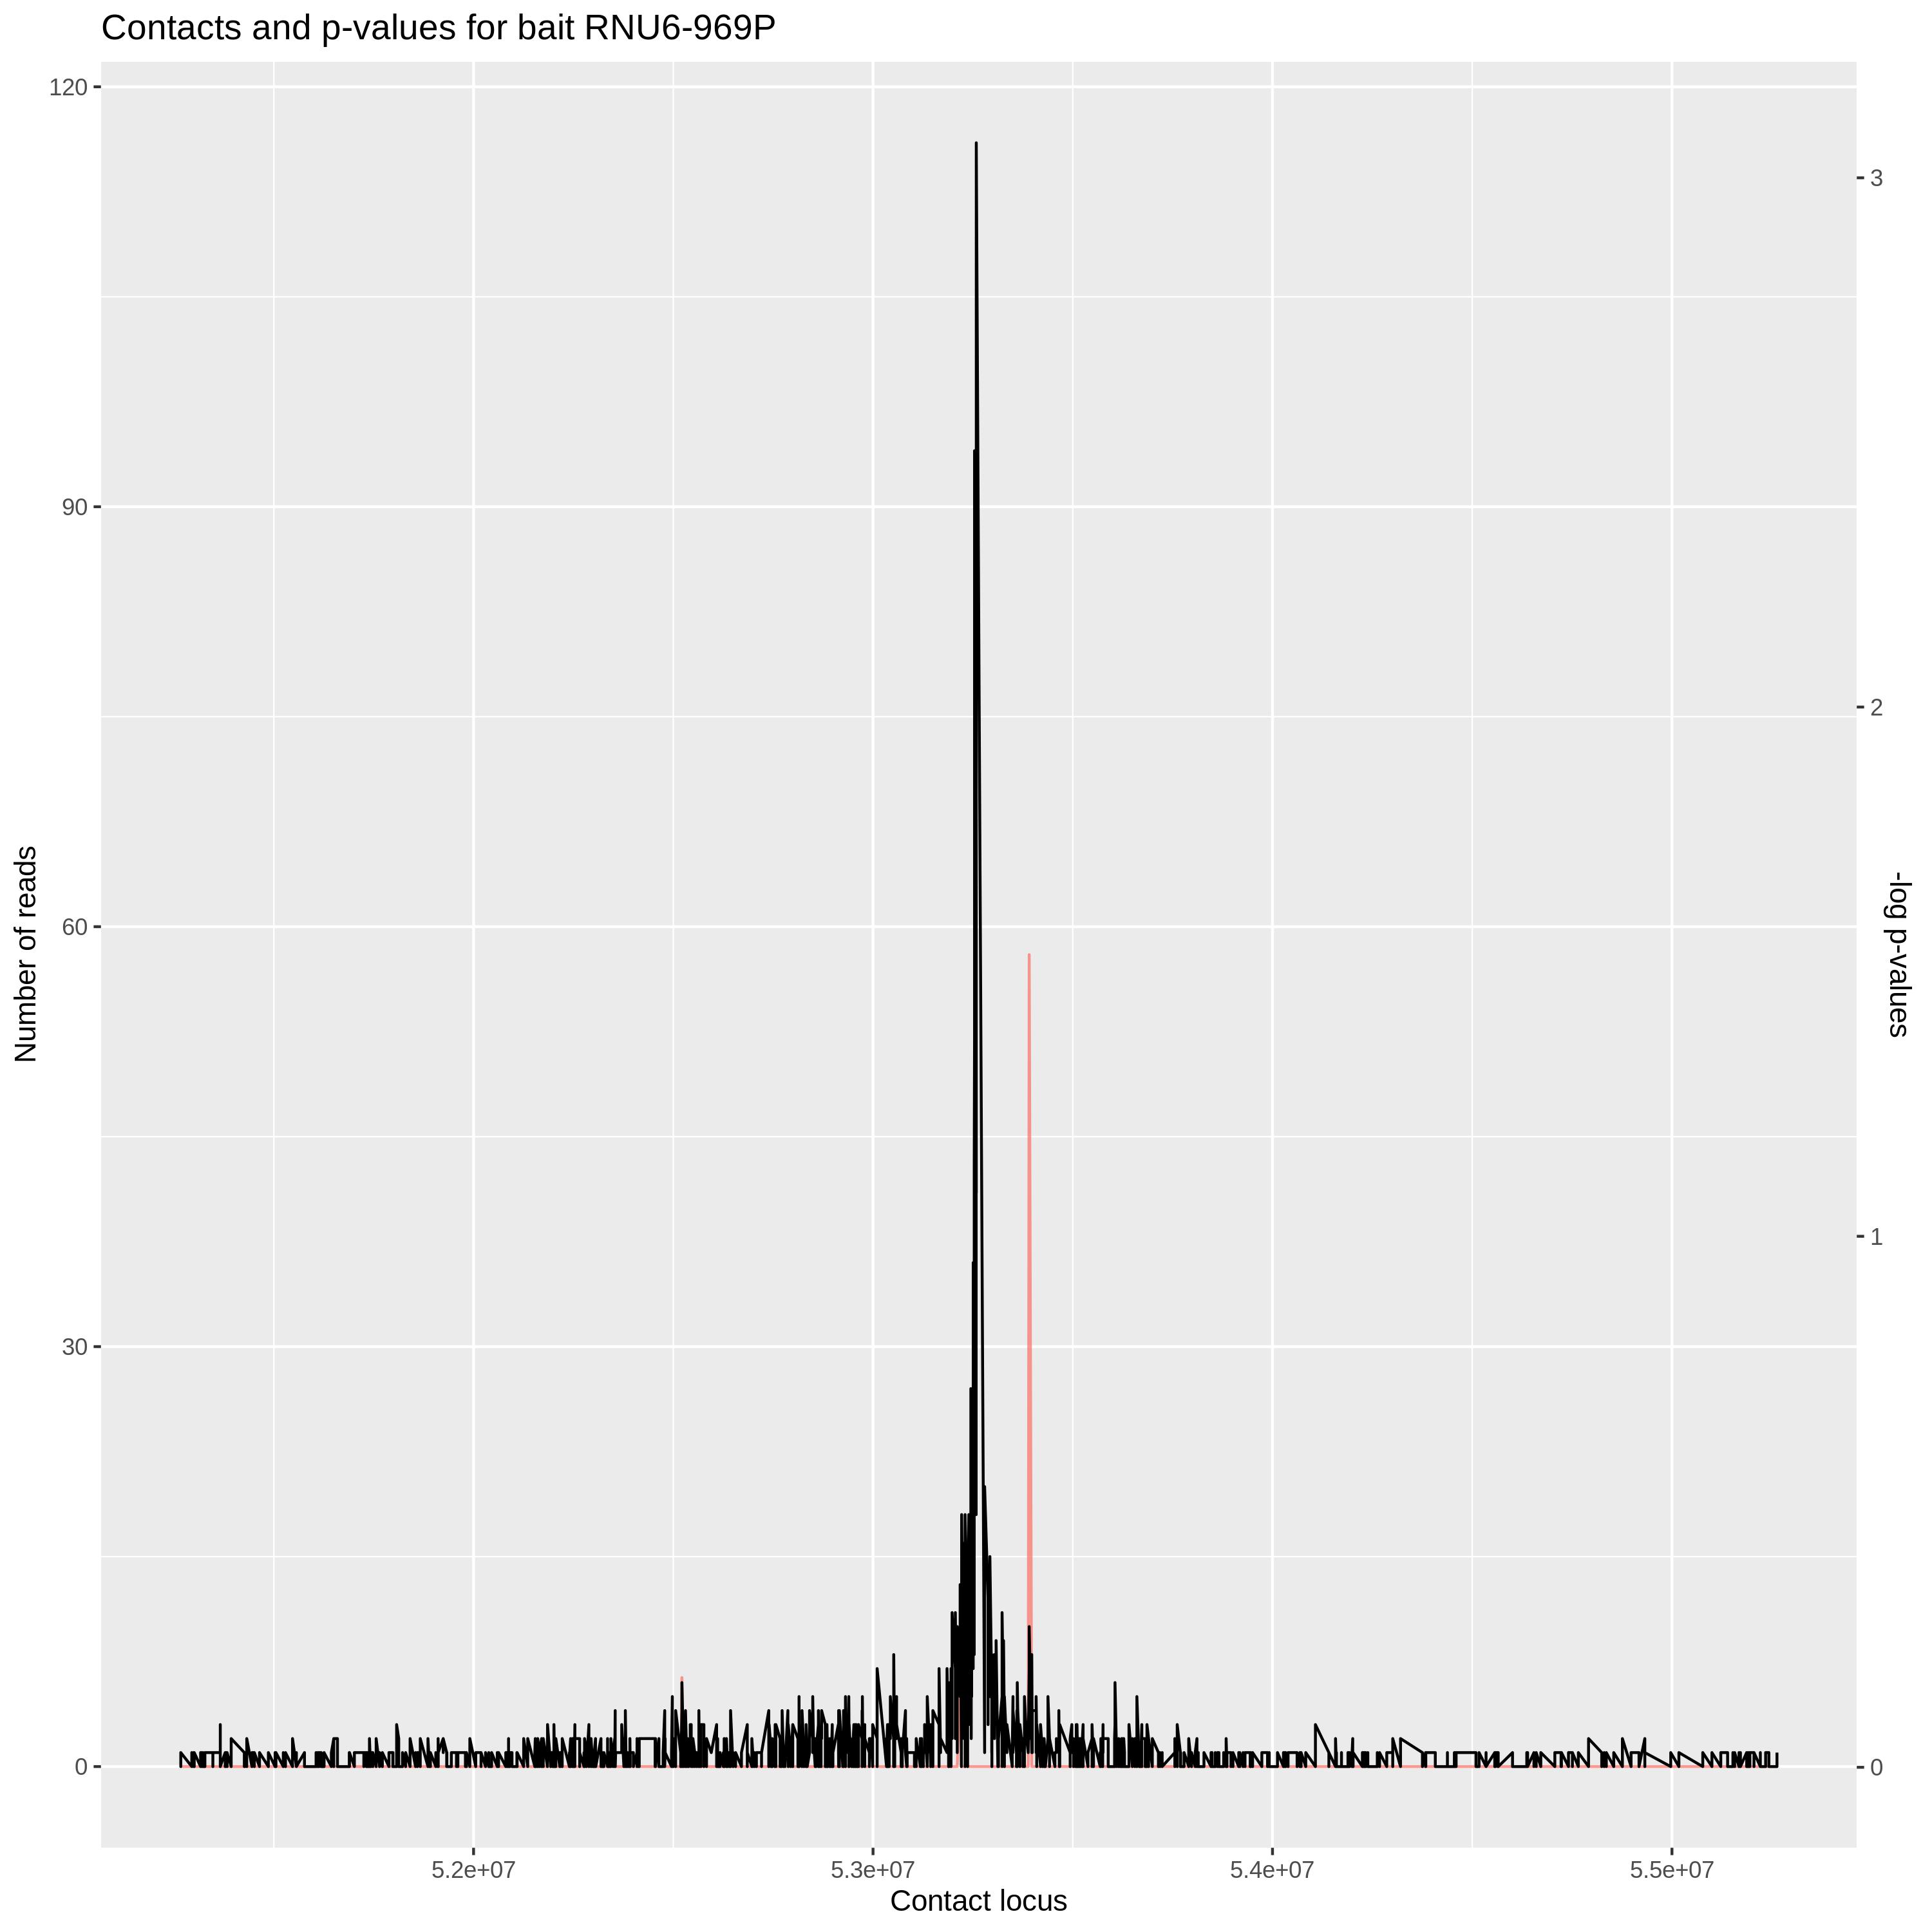 Contacts and p-values for bait RNU6-969P
120
90
60
30
0
Number of reads
3
2
1
0
-log p-values
5.2e+07 5.3e+07 5.4e+07 5.5e+07
Contact locus